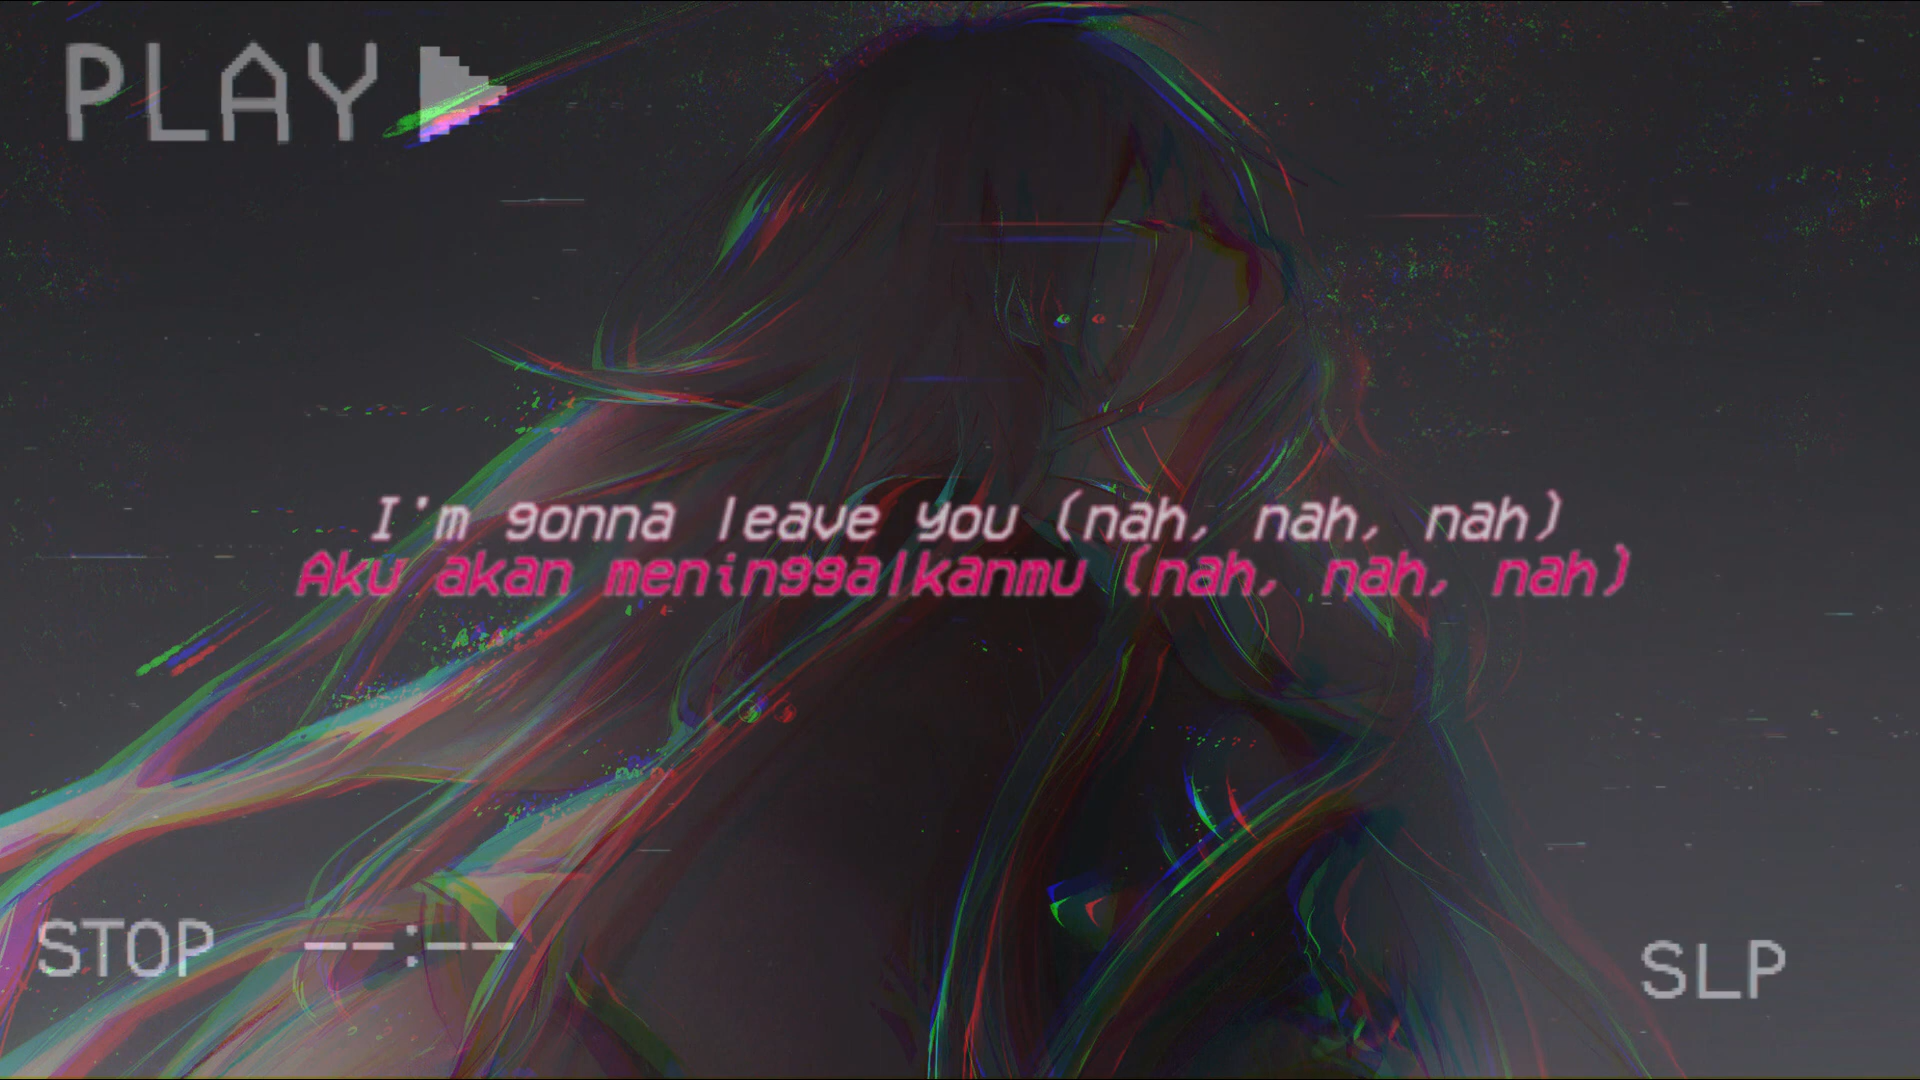 PLAY
I'm gonna leave you (nah, nah, nah)
Aku akan meninggalkanmu (nah, nah, nah)
STOP --:--
SLP